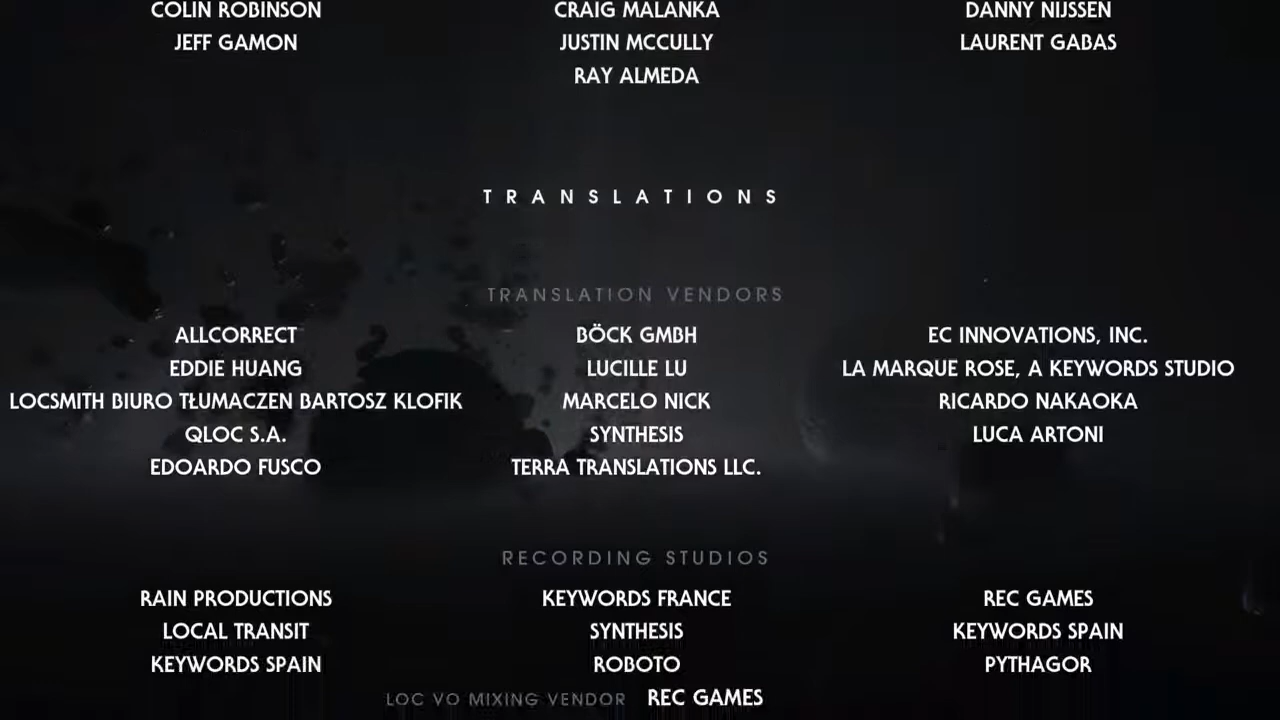 COLIN ROBINSON CRAIG MALANKA DANNY NIJSSEN
JEFF GAMON JUSTIN MCCULLY LAURENT GABAS
RAY ALMEDA
TRANSLATIONS
TRANSLATION VENDORS
ALLCORRECT BÖCK GMBH EC INNOVATIONS, INC.
EDDIE HUANG LUCILLE LU LA MARQUE ROSE, A KEYWORDS STUDIO
LOCSMITH BIURO TŁUMACZEN BARTOSZ KLOFIK MARCELO NICK RICARDO NAKAOKA
QLOC S.A. SYNTHESIS LUCA ARTONI
EDOARDO FUSCO TERRA TRANSLATIONS LLC.
RECORDING STUDIOS
RAIN PRODUCTIONS KEYWORDS FRANCE REC GAMES
LOCAL TRANSIT SYNTHESIS KEYWORDS SPAIN
KEYWORDS SPAIN ROBOTO PYTHAGOR
LOC VO MIXING VENDOR REC GAMES